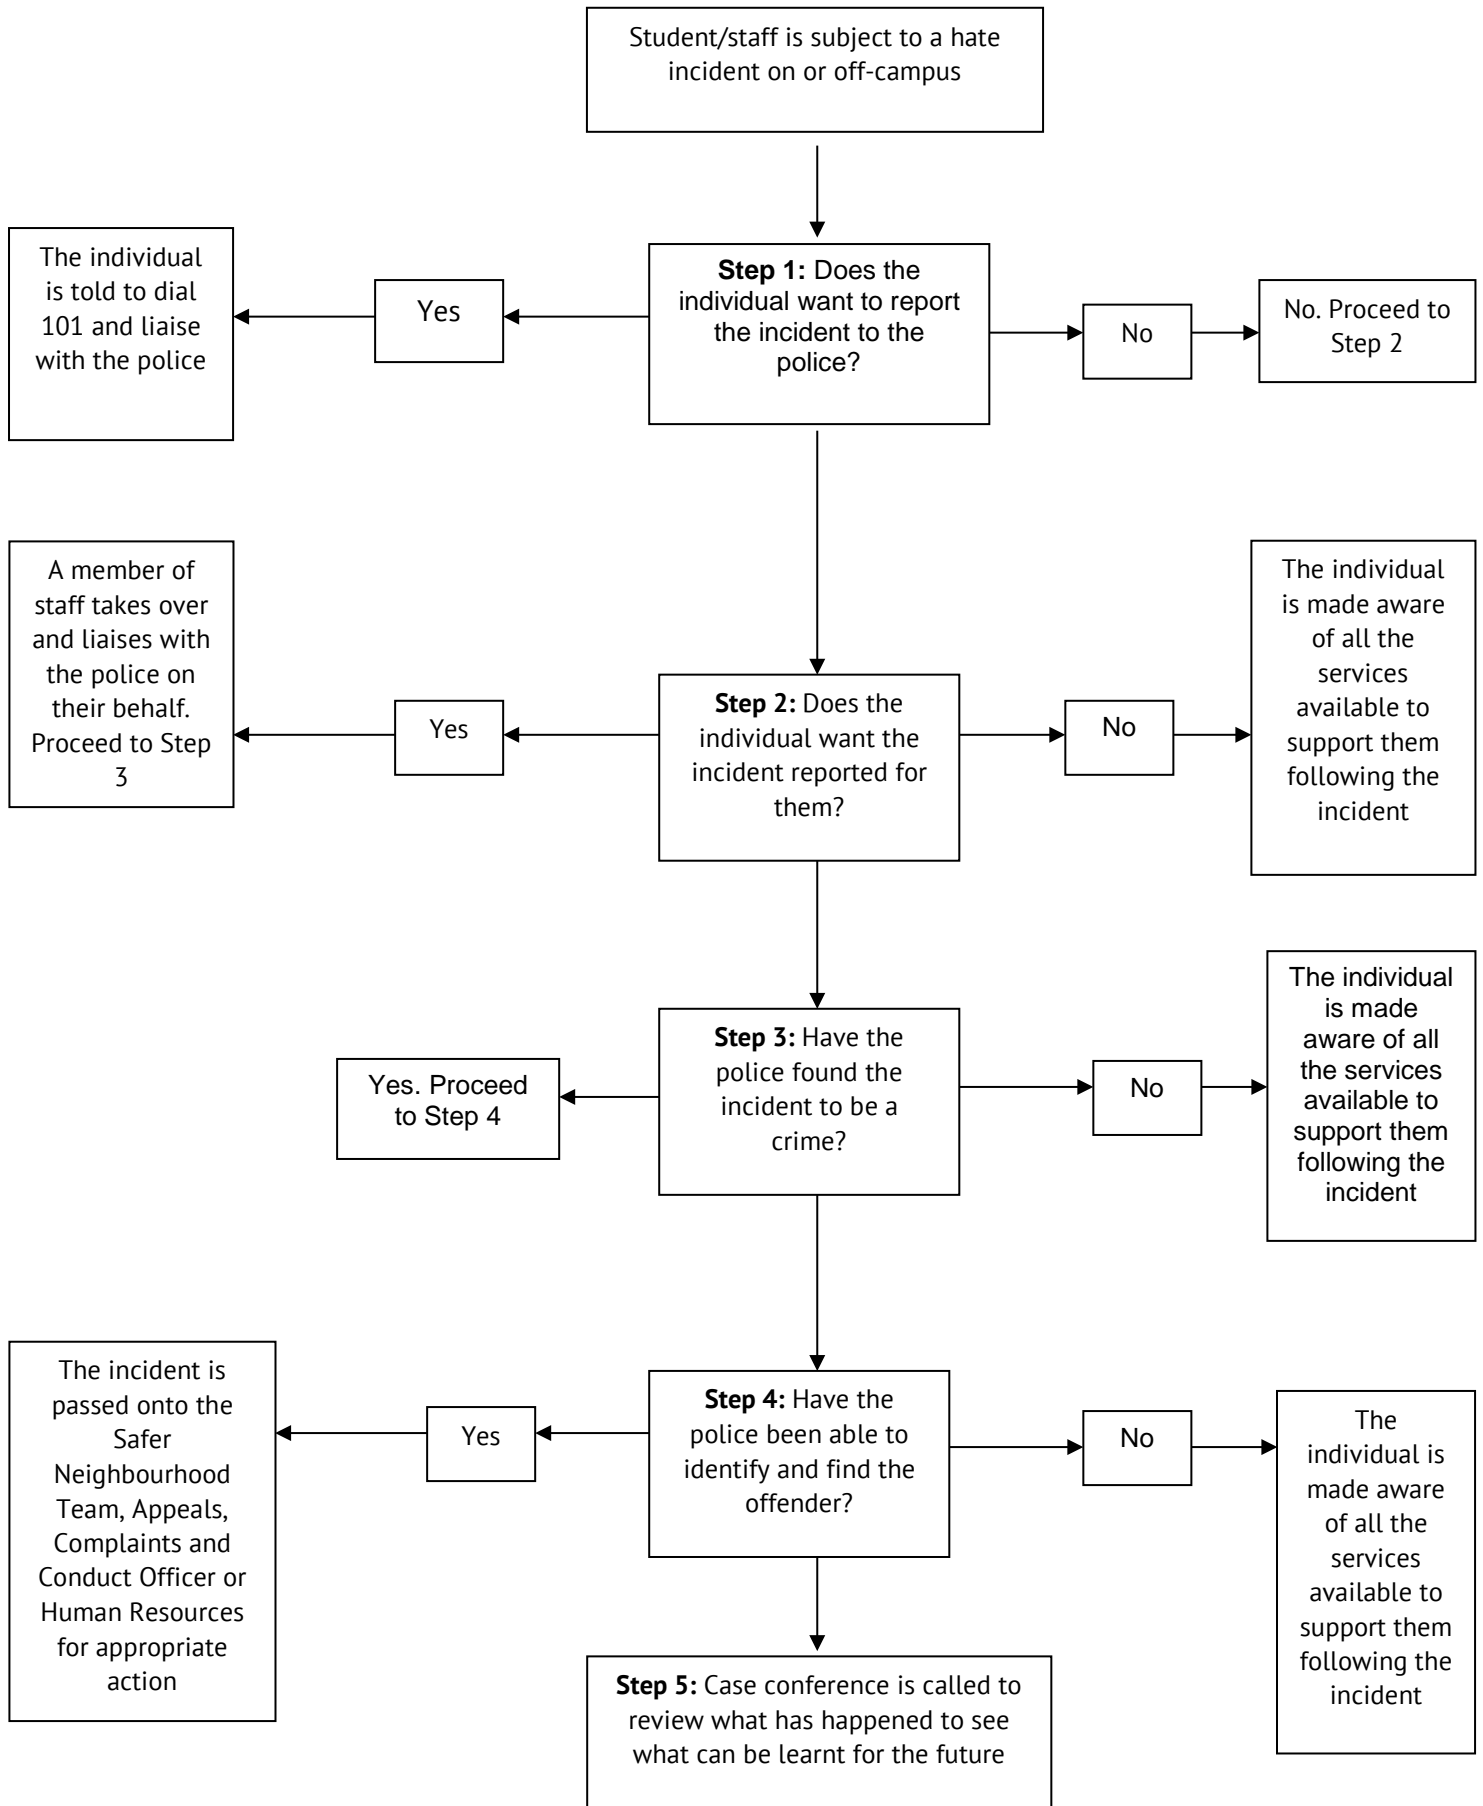 Student/staff is subject to a hate
incident on or off-campus
The individual
is told to dial
101 and liaise
with the police
Yes
Step 1: Does the
individual want to report
the incident to the
police?
No
No. Proceed to
Step 2
A member of
staff takes over
and liaises with
the police on
their behalf.
Proceed to Step
3
Yes
Step 2: Does the
individual want the
incident reported for
them?
No
The individual
is made aware
of all the
services
available to
support them
following the
incident
Yes. Proceed
to Step 4
Step 3: Have the
police found the
incident to be a
crime?
No
The individual
is made
aware of all
the services
available to
support them
following the
incident
The incident is
passed onto the
Safer
Neighbourhood
Team, Appeals,
Complaints and
Conduct Officer or
Human Resources
for appropriate
action
Yes
Step 4: Have the
police been able to
identify and find the
offender?
No
The
individual is
made aware
of all the
services
available to
support them
following the
incident
Step 5: Case conference is called to
review what has happened to see
what can be learnt for the future